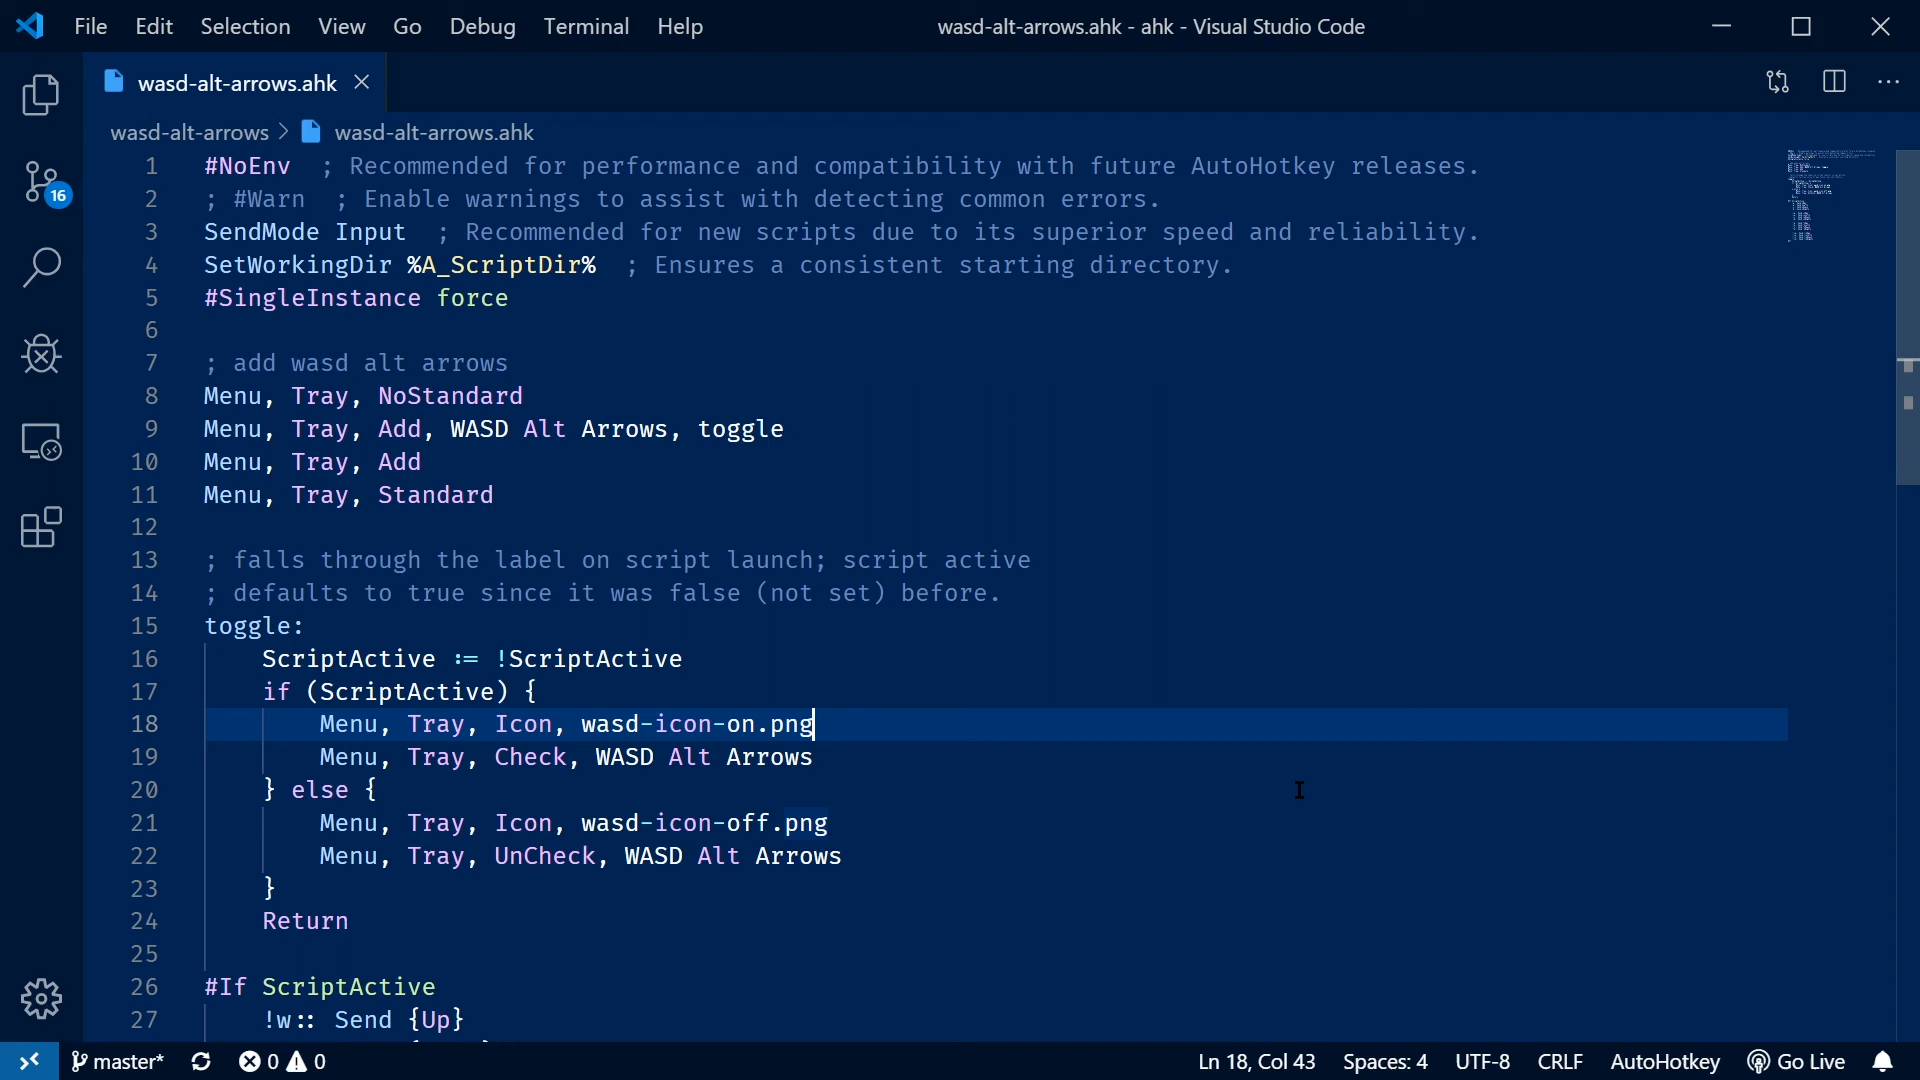 File Edit Selection View Go Debug Terminal Help wasd-alt-arrows.ahk - ahk - Visual Studio Code
wasd-alt-arrows.ahk
wasd-alt-arrows > wasd-alt-arrows.ahk
16
1 #NoEnv ; Recommended for performance and compatibility with future AutoHotkey releases.
2 ; #Warn ; Enable warnings to assist with detecting common errors.
3 SendMode Input ; Recommended for new scripts due to its superior speed and reliability.
4 SetWorkingDir %A_ScriptDir% ; Ensures a consistent starting directory.
5 #SingleInstance force
6
7 ; add wasd alt arrows
8 Menu, Tray, NoStandard
9 Menu, Tray, Add, WASD Alt Arrows, toggle
10 Menu, Tray, Add
11 Menu, Tray, Standard
12
13 ; falls through the label on script launch; script active
14 ; defaults to true since it was false (not set) before.
15 toggle:
16 ScriptActive := !ScriptActive
17 if (ScriptActive) {
18 Menu, Tray, Icon, wasd-icon-on.png
19 Menu, Tray, Check, WASD Alt Arrows
20 } else {
21 Menu, Tray, Icon, wasd-icon-off.png
22 Menu, Tray, UnCheck, WASD Alt Arrows
23 }
24 Return
25
26 #If ScriptActive
27 !w:: Send {Up}
master* 0 0 Ln 18, Col 43 Spaces: 4 UTF-8 CRLF AutoHotkey Go Live